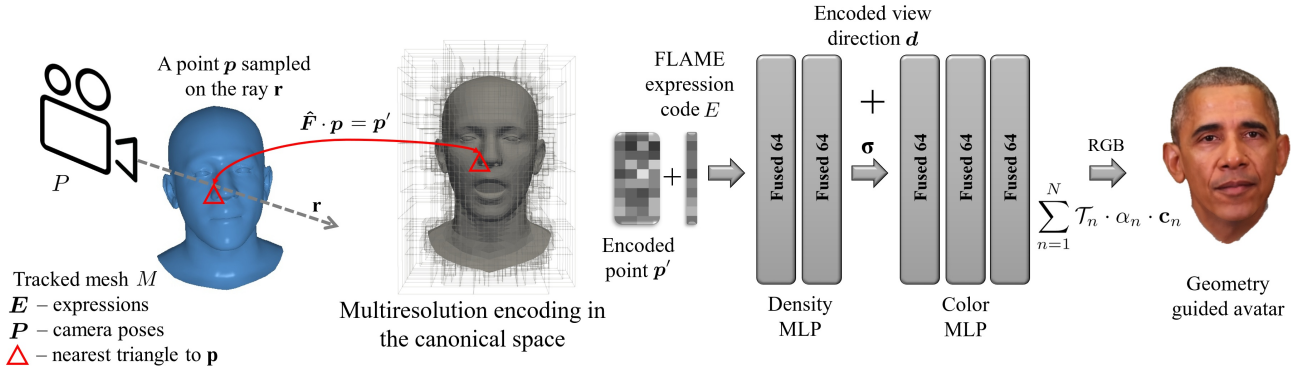 A point p sampled
on the ray r
P
F̂ · p = p′
r
Tracked mesh M
E – expressions
P – camera poses
– nearest triangle to p
Multiresolution encoding in
the canonical space
FLAME
expression
code E
+
Encoded
point p′
Fused 64
Fused 64
Density
MLP
Encoded view
direction d
+
σ
Fused 64
Fused 64
Fused 64
Color
MLP
RGB
∑ₙ₌₁ᴺ 𝒯ₙ · αₙ · cₙ
Geometry
guided avatar